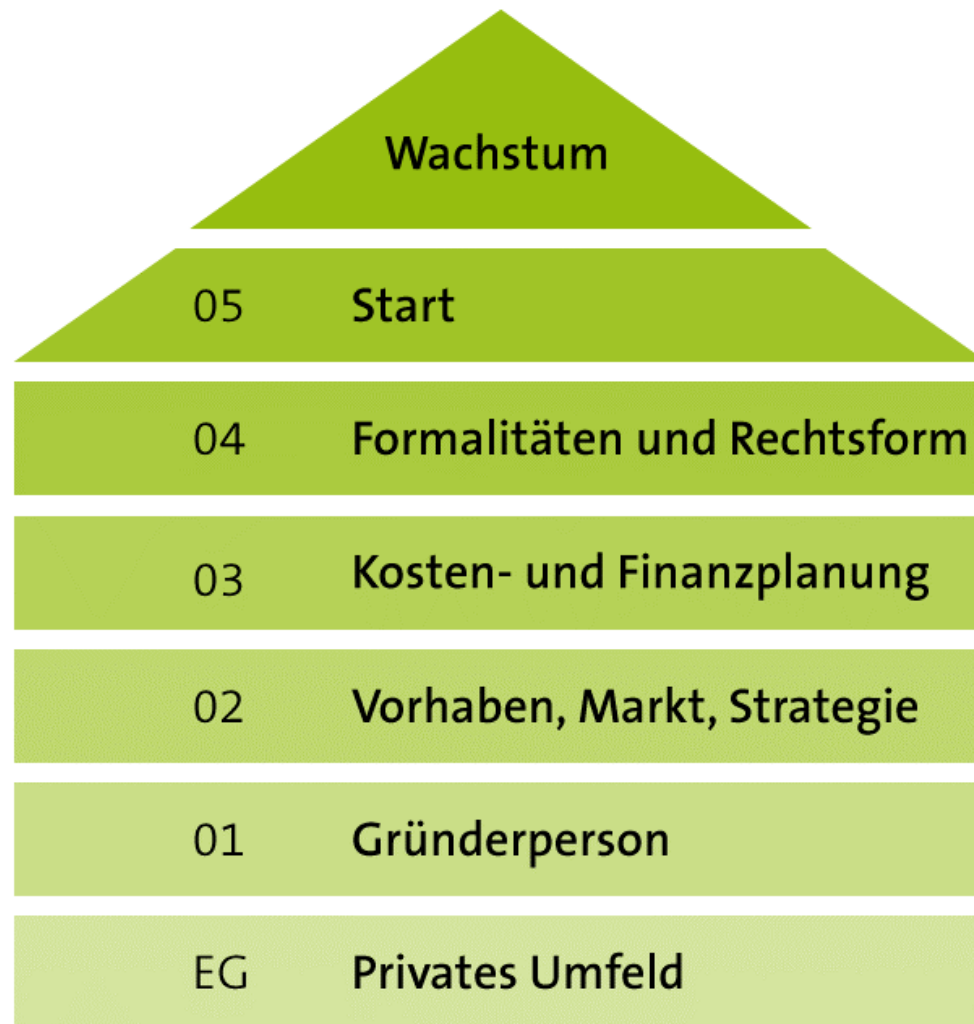 Wachstum
05 Start
04 Formalitäten und Rechtsform
03 Kosten- und Finanzplanung
02 Vorhaben, Markt, Strategie
01 Gründerperson
EG Privates Umfeld